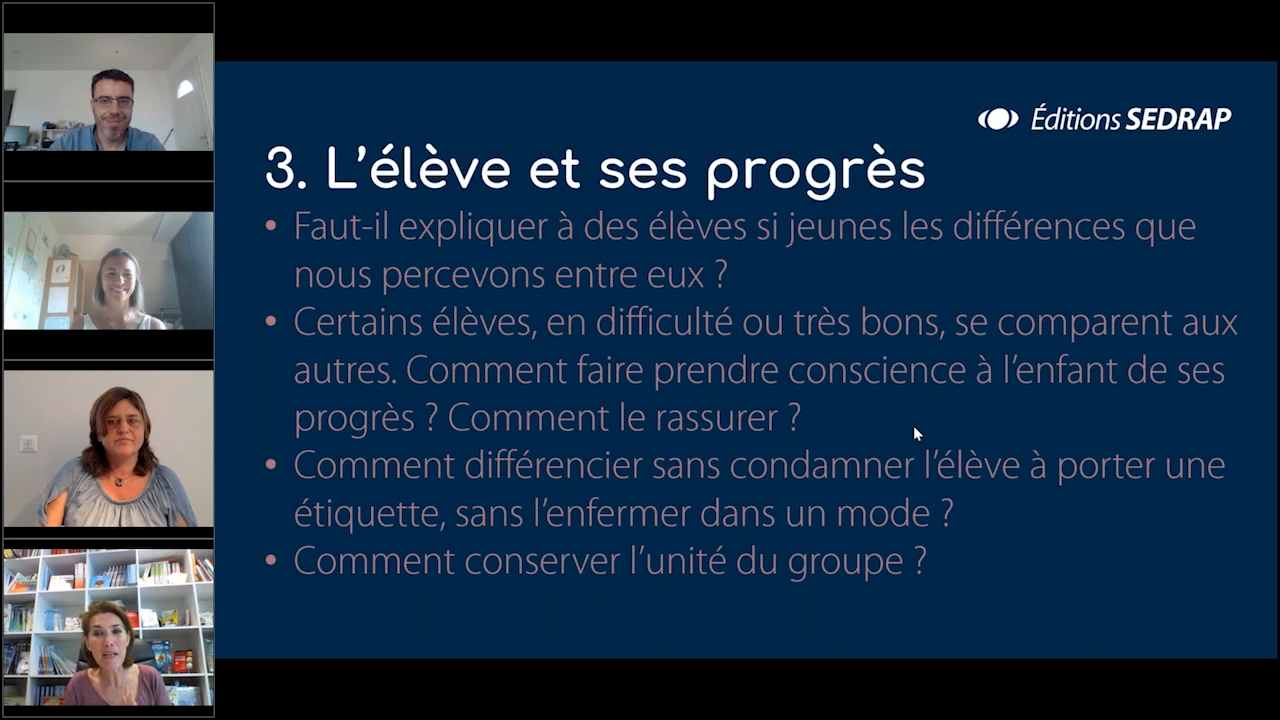 Éditions SEDRAP
3. L'élève et ses progrès
• Faut-il expliquer à des élèves si jeunes les différences que
nous percevons entre eux ?
• Certains élèves, en difficulté ou très bons, se comparent aux
autres. Comment faire prendre conscience à l'enfant de ses
progrès ? Comment le rassurer ?
• Comment différencier sans condamner l'élève à porter une
étiquette, sans l'enfermer dans un mode ?
• Comment conserver l'unité du groupe ?